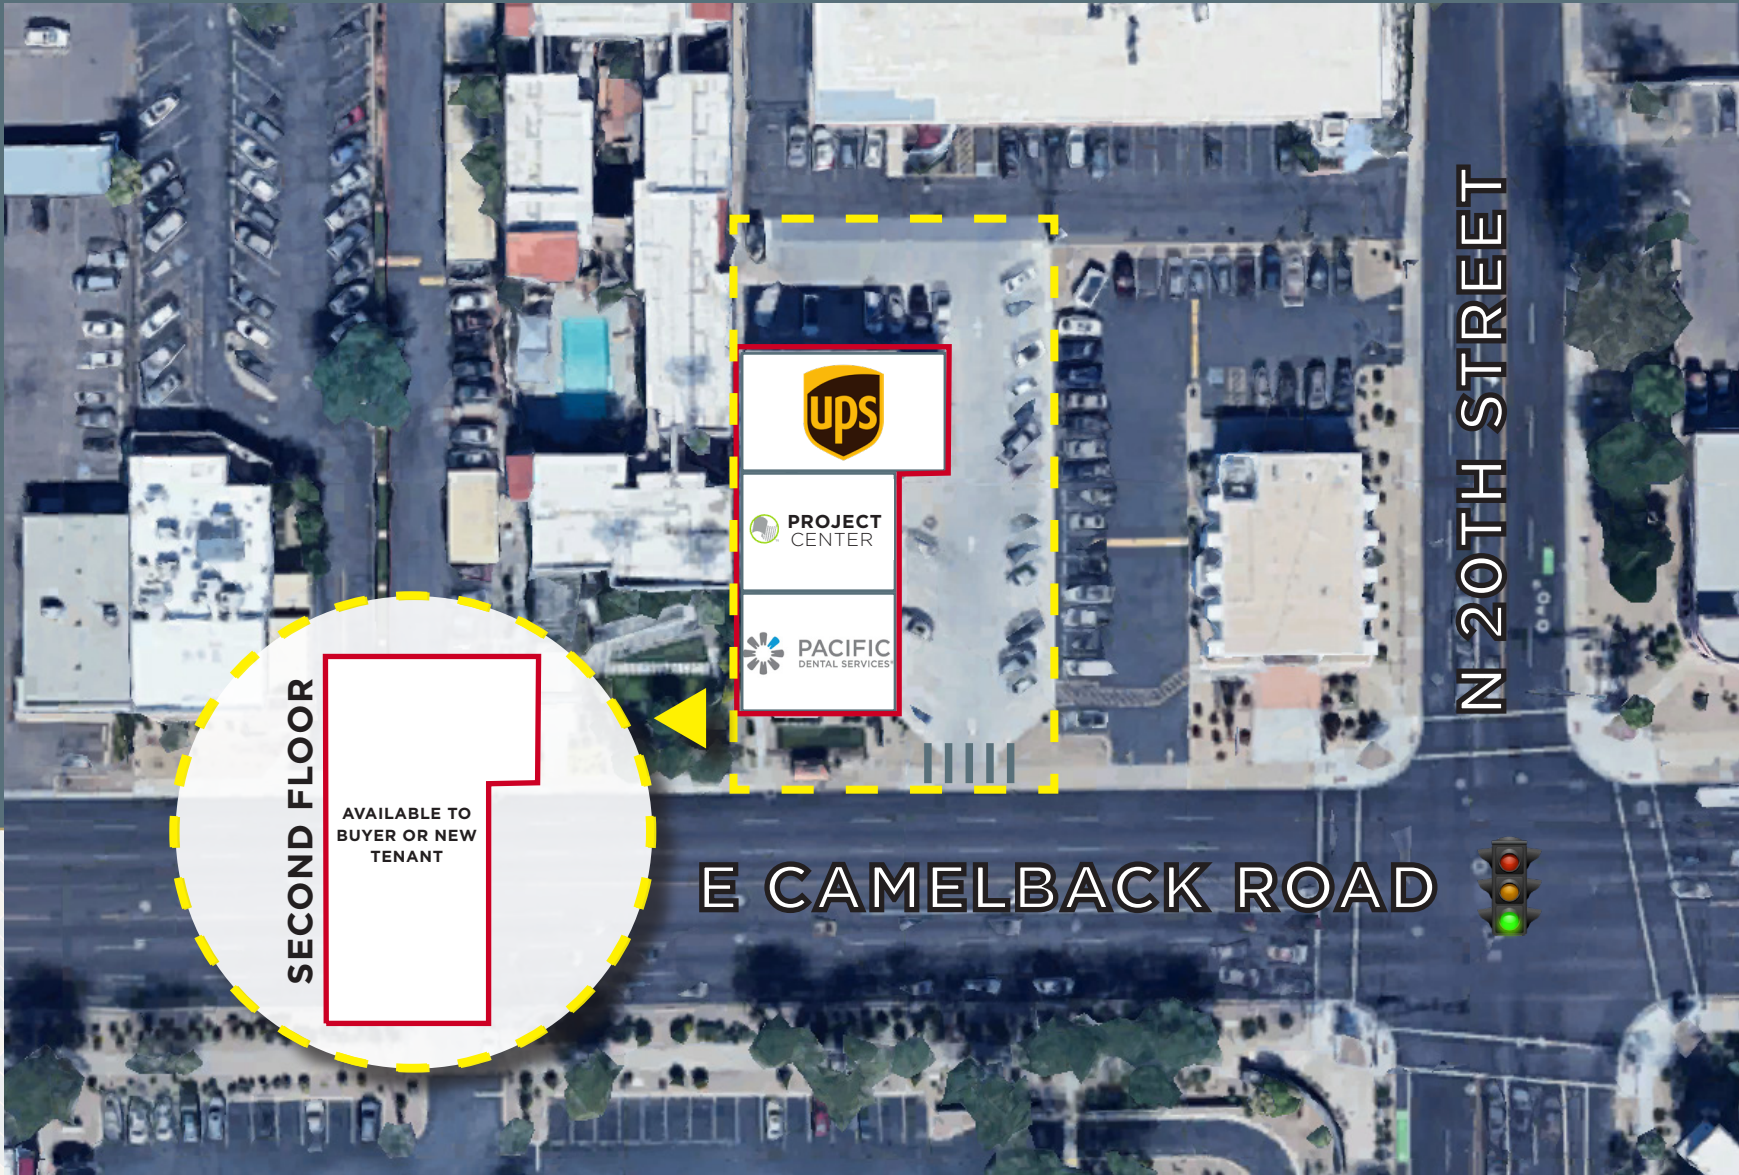 ups
PROJECT
CENTER
PACIFIC
DENTAL SERVICES®
SECOND FLOOR
AVAILABLE TO
BUYER OR NEW
TENANT
E CAMELBACK ROAD
N 20TH STREET